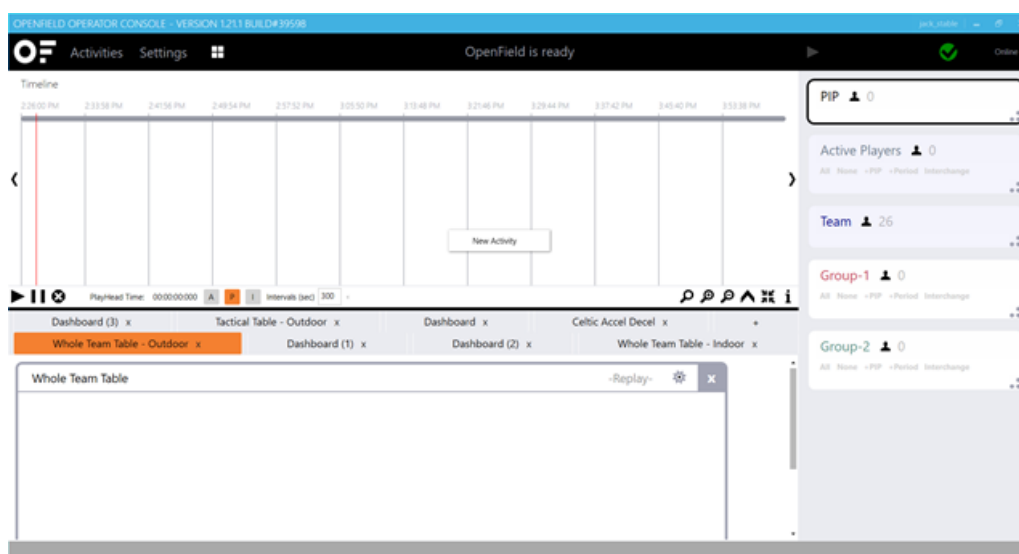 OPENFIELD OPERATOR CONSOLE - VERSION 1.21.1 BUILD#39598
jack_stable
OF Activities Settings
OpenField is ready
Online
Timeline
2:26:00 PM 2:33:58 PM 2:41:56 PM 2:49:54 PM 2:57:52 PM 3:05:50 PM 3:13:48 PM 3:21:46 PM 3:29:44 PM 3:37:42 PM 3:45:40 PM 3:53:38 PM
New Activity
PlayHead Time: 00:00:00:000 A P I Intervals (sec) 300
Dashboard (3) x Tactical Table - Outdoor x Dashboard x Celtic Accel Decel x +
Whole Team Table - Outdoor x Dashboard (1) x Dashboard (2) x Whole Team Table - Indoor x
Whole Team Table
-Replay-
x
PIP 0
Active Players 0
All None +PIP +Period Interchange
Team 26
Group-1 0
All None +PIP +Period Interchange
Group-2 0
All None +PIP +Period Interchange